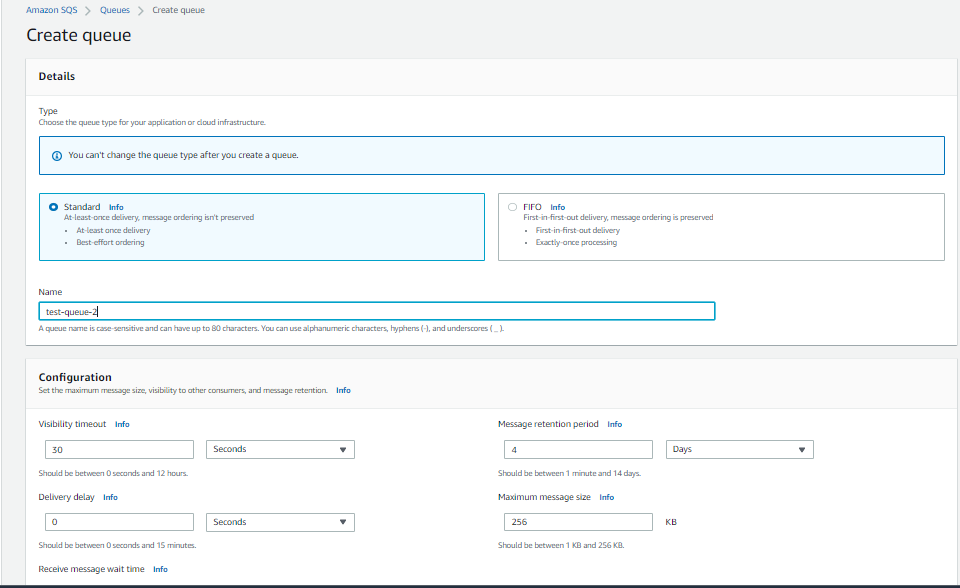 Amazon SQS > Queues > Create queue
Create queue
Details
Type
Choose the queue type for your application or cloud infrastructure.
You can't change the queue type after you create a queue.
Standard Info
At-least-once delivery, message ordering isn't preserved
• At-least once delivery
• Best-effort ordering
FIFO Info
First-in-first-out delivery, message ordering is preserved
• First-in-first-out delivery
• Exactly-once processing
Name
test-queue-2
A queue name is case-sensitive and can have up to 80 characters. You can use alphanumeric characters, hyphens (-), and underscores ( _ ).
Configuration
Set the maximum message size, visibility to other consumers, and message retention. Info
Visibility timeout Info
30 Seconds
Should be between 0 seconds and 12 hours.
Message retention period Info
4 Days
Should be between 1 minute and 14 days.
Delivery delay Info
0 Seconds
Should be between 0 seconds and 15 minutes.
Maximum message size Info
256 KB
Should be between 1 KB and 256 KB.
Receive message wait time Info